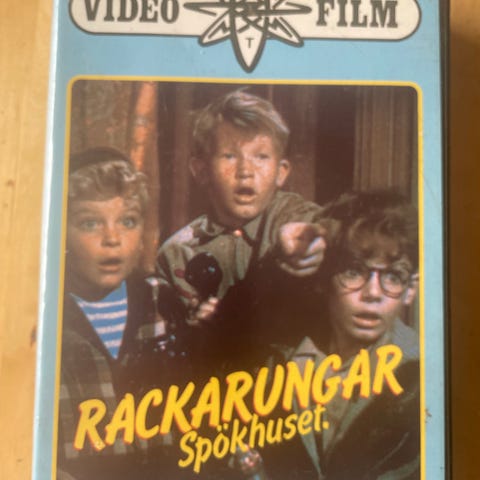 VIDEO FILM
T
RACKARUNGAR
Spökhuset.